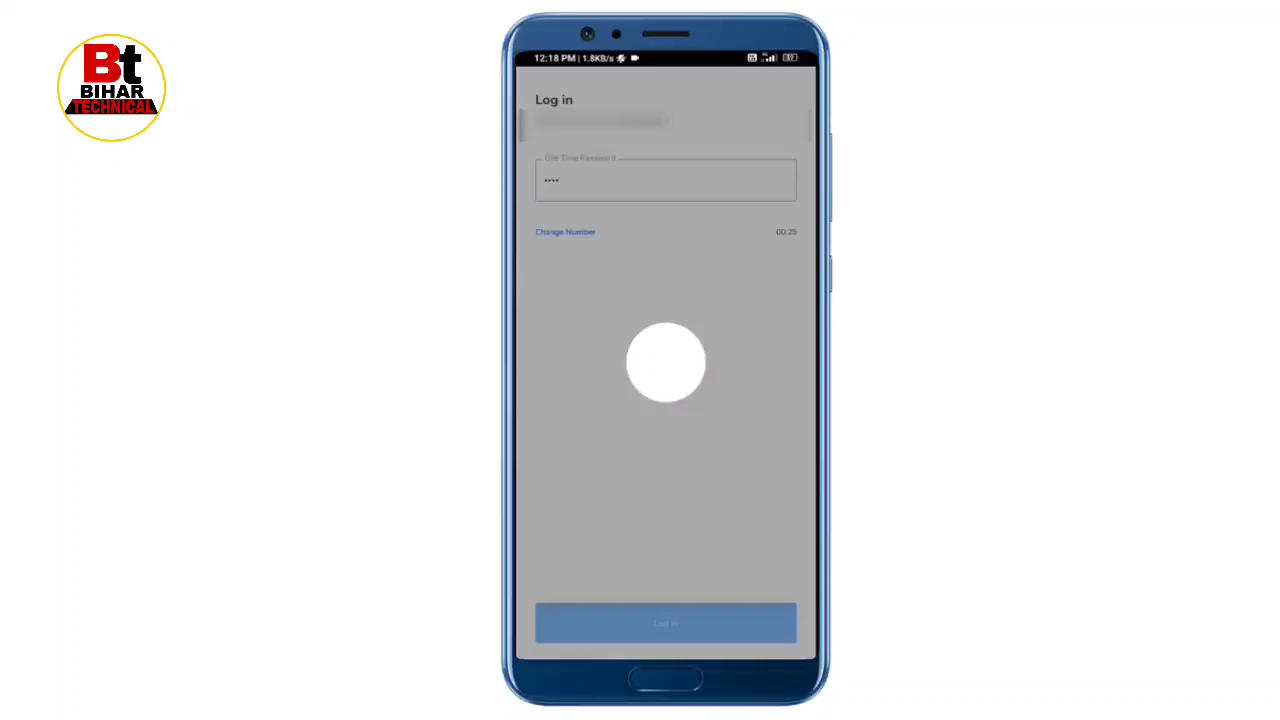 Bt
BIHAR
TECHNICAL
12:18 PM | 1.8KB/s
Log in
One Time Password
••••
Change Number
00:25
Log in